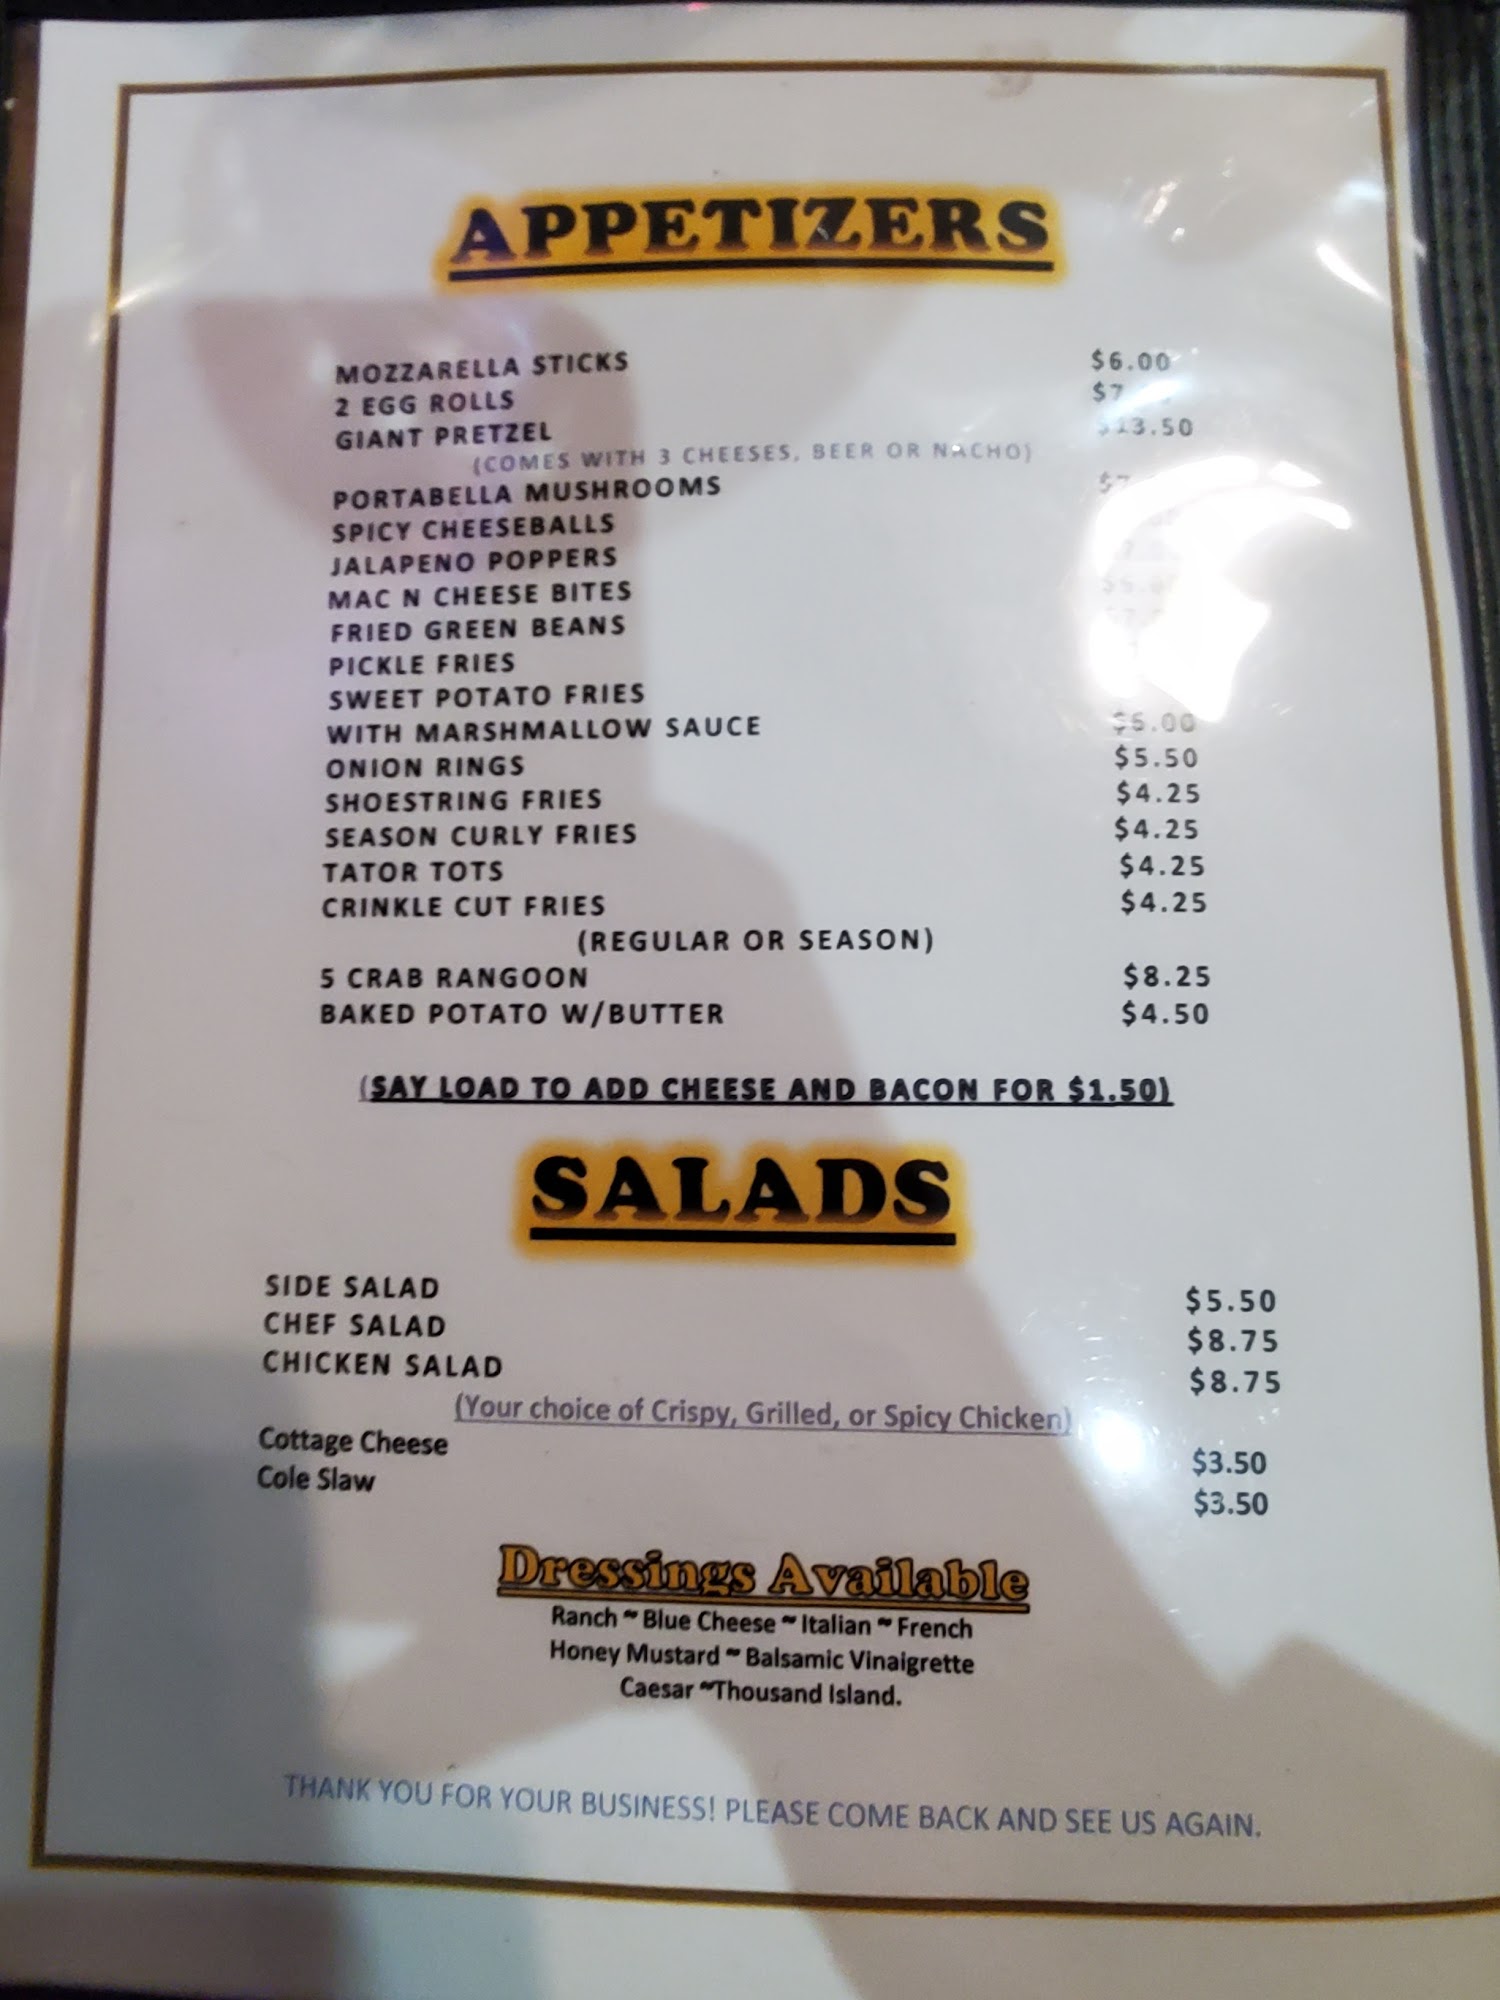 APPETIZERS
MOZZARELLA STICKS $6.00
2 EGG ROLLS
GIANT PRETZEL $13.50
(COMES WITH 3 CHEESES, BEER OR NACHO)
PORTABELLA MUSHROOMS
SPICY CHEESEBALLS
JALAPENO POPPERS
MAC N CHEESE BITES
FRIED GREEN BEANS
PICKLE FRIES
SWEET POTATO FRIES
WITH MARSHMALLOW SAUCE
ONION RINGS $5.50
SHOESTRING FRIES $4.25
SEASON CURLY FRIES $4.25
TATOR TOTS $4.25
CRINKLE CUT FRIES $4.25
(REGULAR OR SEASON)
5 CRAB RANGOON $8.25
BAKED POTATO W/BUTTER $4.50
(SAY LOAD TO ADD CHEESE AND BACON FOR $1.50)
SALADS
SIDE SALAD $5.50
CHEF SALAD $8.75
CHICKEN SALAD $8.75
(Your choice of Crispy, Grilled, or Spicy Chicken)
Cottage Cheese $3.50
Cole Slaw $3.50
Dressings Available
Ranch ~ Blue Cheese ~ Italian ~ French
Honey Mustard ~ Balsamic Vinaigrette
Caesar ~Thousand Island.
THANK YOU FOR YOUR BUSINESS! PLEASE COME BACK AND SEE US AGAIN.